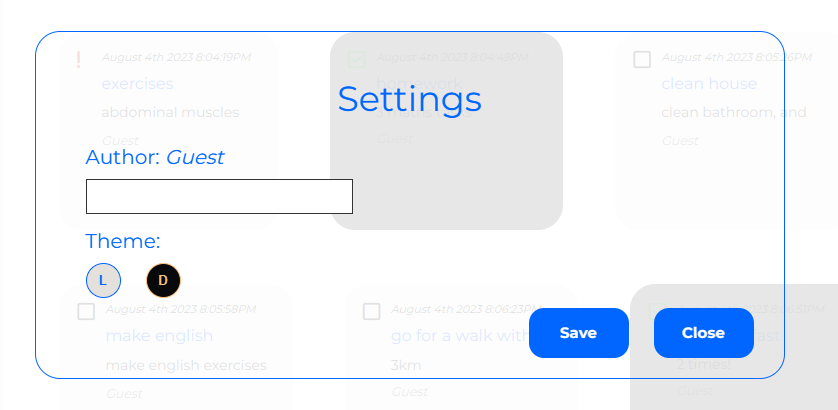 August 4th 2023 8:04:19PM
August 4th 2023 8:04:48PM
August 4th 2023 8:05:26PM
exercises
homework
clean house
Settings
abdominal muscles
clean bathroom, and
Guest
Guest
Guest
Author: Guest
Theme:
L
D
August 4th 2023 8:05:58PM
August 4th 2023 8:06:23PM
make english
go for a walk with
Save
Close
make english exercises
3km
2 times!
Guest
Guest
Guest